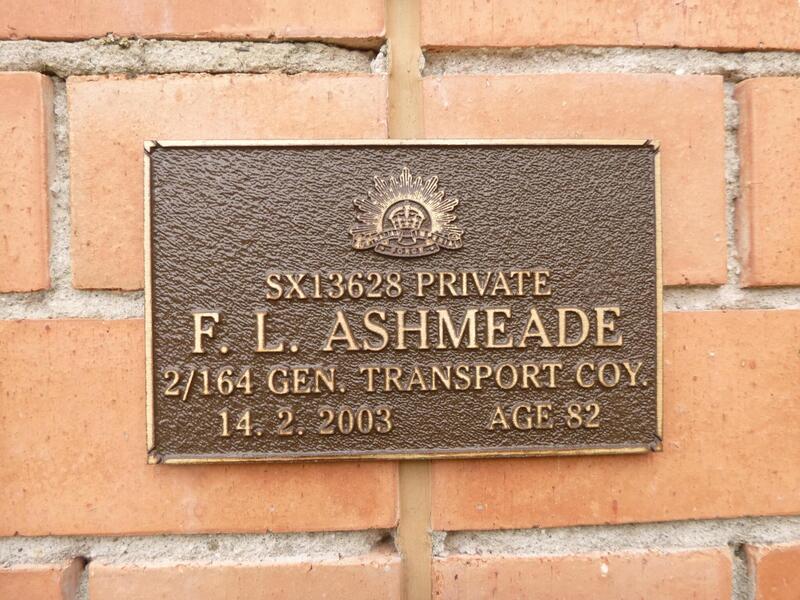 SX13628 PRIVATE
F. L. ASHMEADE
2/164 GEN. TRANSPORT COY.
14. 2. 2003 AGE 82